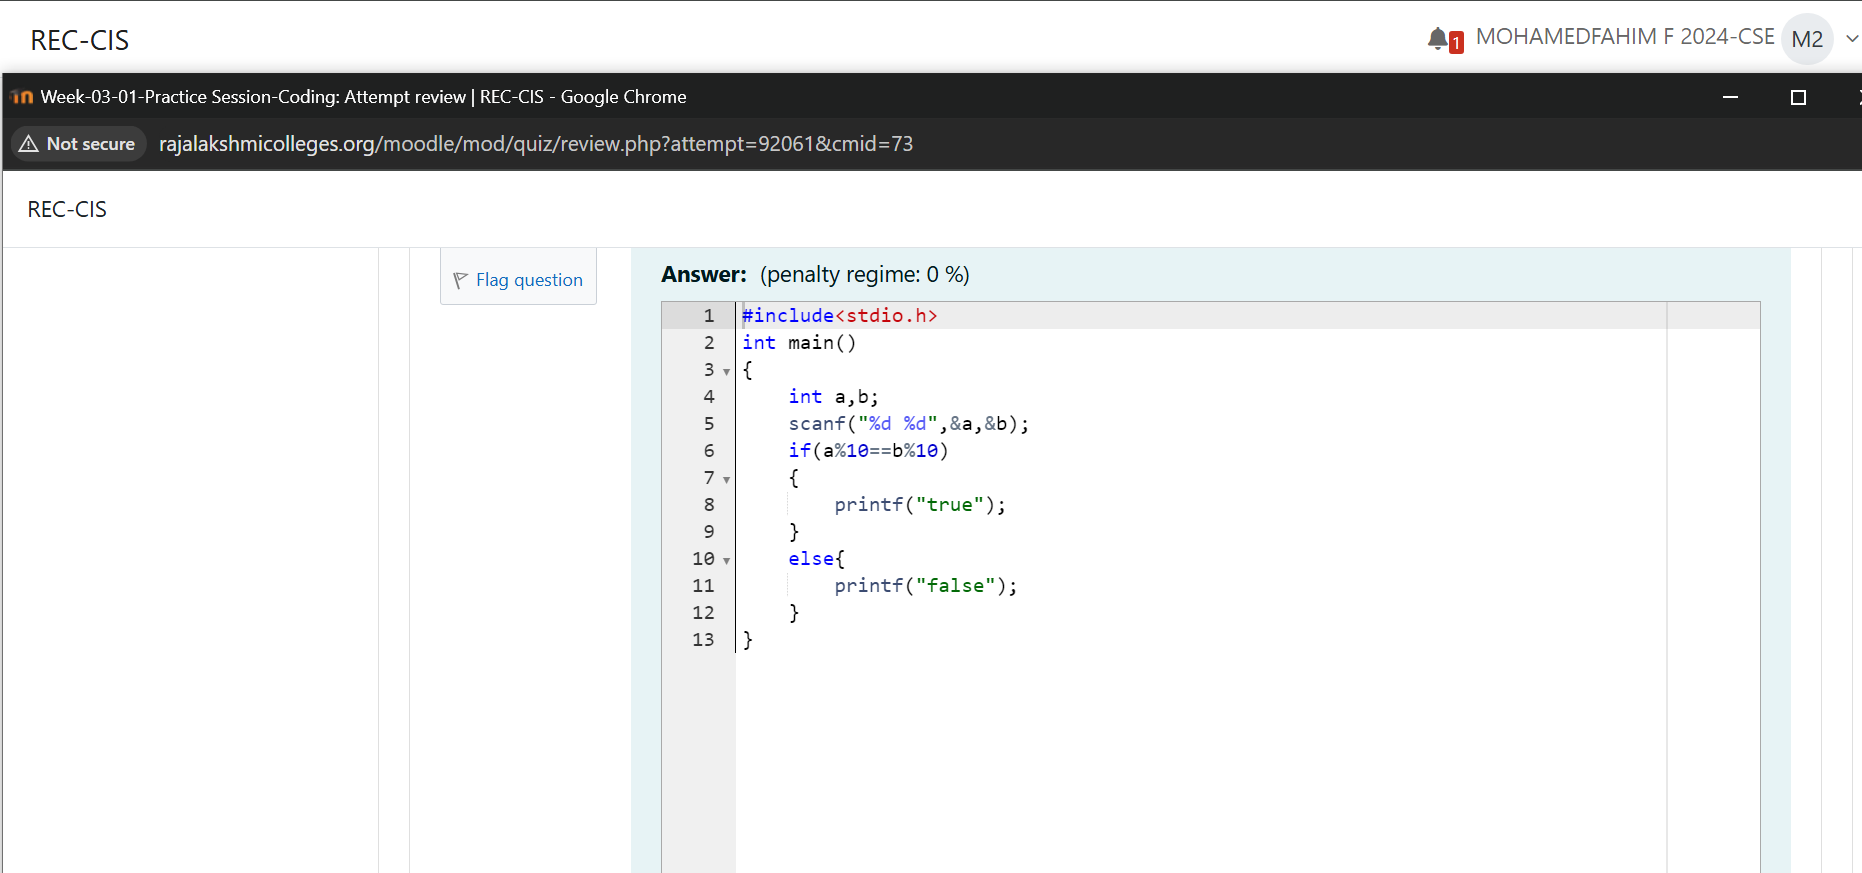 REC-CIS
1 MOHAMEDFAHIM F 2024-CSE M2
Week-03-01-Practice Session-Coding: Attempt review | REC-CIS - Google Chrome
Not secure rajalakshmicolleges.org/moodle/mod/quiz/review.php?attempt=92061&cmid=73
REC-CIS
Flag question
Answer: (penalty regime: 0 %)
1 #include<stdio.h>
2 int main()
3 {
4     int a,b;
5     scanf("%d %d",&a,&b);
6     if(a%10==b%10)
7     {
8         printf("true");
9     }
10     else{
11         printf("false");
12     }
13 }